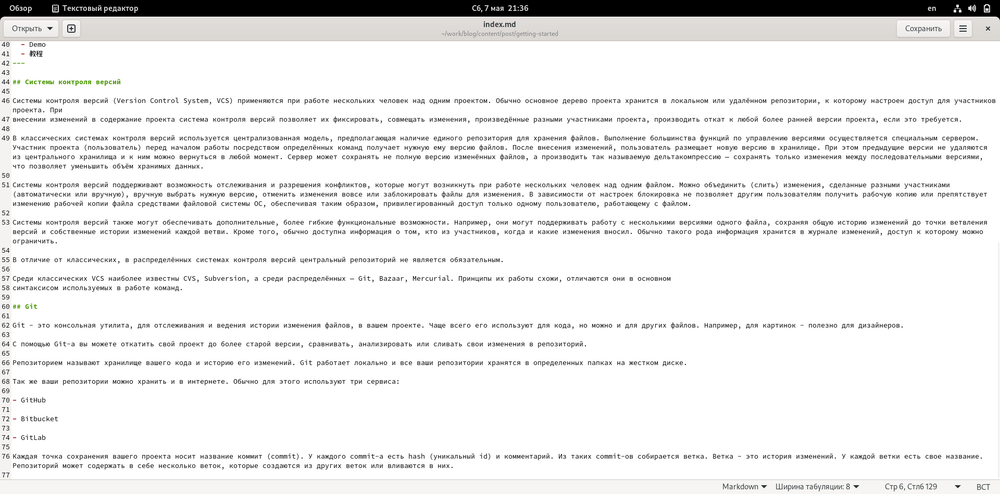 Обзор
Текстовый редактор
Сб, 7 мая 21:36
en
Открыть
index.md
~/work/blog/content/post/getting-started
Сохранить
40 - Demo
41 - 教程
42 ---
43
44 ## Системы контроля версий
45
46 Системы контроля версий (Version Control System, VCS) применяются при работе нескольких человек над одним проектом. Обычно основное дерево проекта хранится в локальном или удалённом репозитории, к которому настроен доступ для участников
проекта. При
47 внесении изменений в содержание проекта система контроля версий позволяет их фиксировать, совмещать изменения, произведённые разными участниками проекта, производить откат к любой более ранней версии проекта, если это требуется.
48
49 В классических системах контроля версий используется централизованная модель, предполагающая наличие единого репозитория для хранения файлов. Выполнение большинства функций по управлению версиями осуществляется специальным сервером.
Участник проекта (пользователь) перед началом работы посредством определённых команд получает нужную ему версию файлов. После внесения изменений, пользователь размещает новую версию в хранилище. При этом предыдущие версии не удаляются
из центрального хранилища и к ним можно вернуться в любой момент. Сервер может сохранять не полную версию изменённых файлов, а производить так называемую дельтакомпрессию — сохранять только изменения между последовательными версиями,
что позволяет уменьшить объём хранимых данных.
50
51 Системы контроля версий поддерживают возможность отслеживания и разрешения конфликтов, которые могут возникнуть при работе нескольких человек над одним файлом. Можно объединить (слить) изменения, сделанные разными участниками
(автоматически или вручную), вручную выбрать нужную версию, отменить изменения вовсе или заблокировать файлы для изменения. В зависимости от настроек блокировка не позволяет другим пользователям получить рабочую копию или препятствует
изменению рабочей копии файла средствами файловой системы ОС, обеспечивая таким образом, привилегированный доступ только одному пользователю, работающему с файлом.
52
53 Системы контроля версий также могут обеспечивать дополнительные, более гибкие функциональные возможности. Например, они могут поддерживать работу с несколькими версиями одного файла, сохраняя общую историю изменений до точки ветвления
версий и собственные истории изменений каждой ветви. Кроме того, обычно доступна информация о том, кто из участников, когда и какие изменения вносил. Обычно такого рода информация хранится в журнале изменений, доступ к которому можно
ограничить.
54
55 В отличие от классических, в распределённых системах контроля версий центральный репозиторий не является обязательным.
56
57 Среди классических VCS наиболее известны CVS, Subversion, а среди распределённых — Git, Bazaar, Mercurial. Принципы их работы схожи, отличаются они в основном
58 синтаксисом используемых в работе команд.
59
60 ## Git
61
62 Git - это консольная утилита, для отслеживания и ведения истории изменения файлов, в вашем проекте. Чаще всего его используют для кода, но можно и для других файлов. Например, для картинок - полезно для дизайнеров.
63
64 С помощью Git-a вы можете откатить свой проект до более старой версии, сравнивать, анализировать или сливать свои изменения в репозиторий.
65
66 Репозиторием называют хранилище вашего кода и историю его изменений. Git работает локально и все ваши репозитории хранятся в определенных папках на жестком диске.
67
68 Так же ваши репозитории можно хранить и в интернете. Обычно для этого используют три сервиса:
69
70 - GitHub
71
72 - Bitbucket
73
74 - GitLab
75
76 Каждая точка сохранения вашего проекта носит название коммит (commit). У каждого commit-a есть hash (уникальный id) и комментарий. Из таких commit-ов собирается ветка. Ветка - это история изменений. У каждой ветки есть свое название.
Репозиторий может содержать в себе несколько веток, которые создаются из других веток или вливаются в них.
77
Markdown
Ширина табуляции: 8
Стр 6, Стлб 129
ВСТ